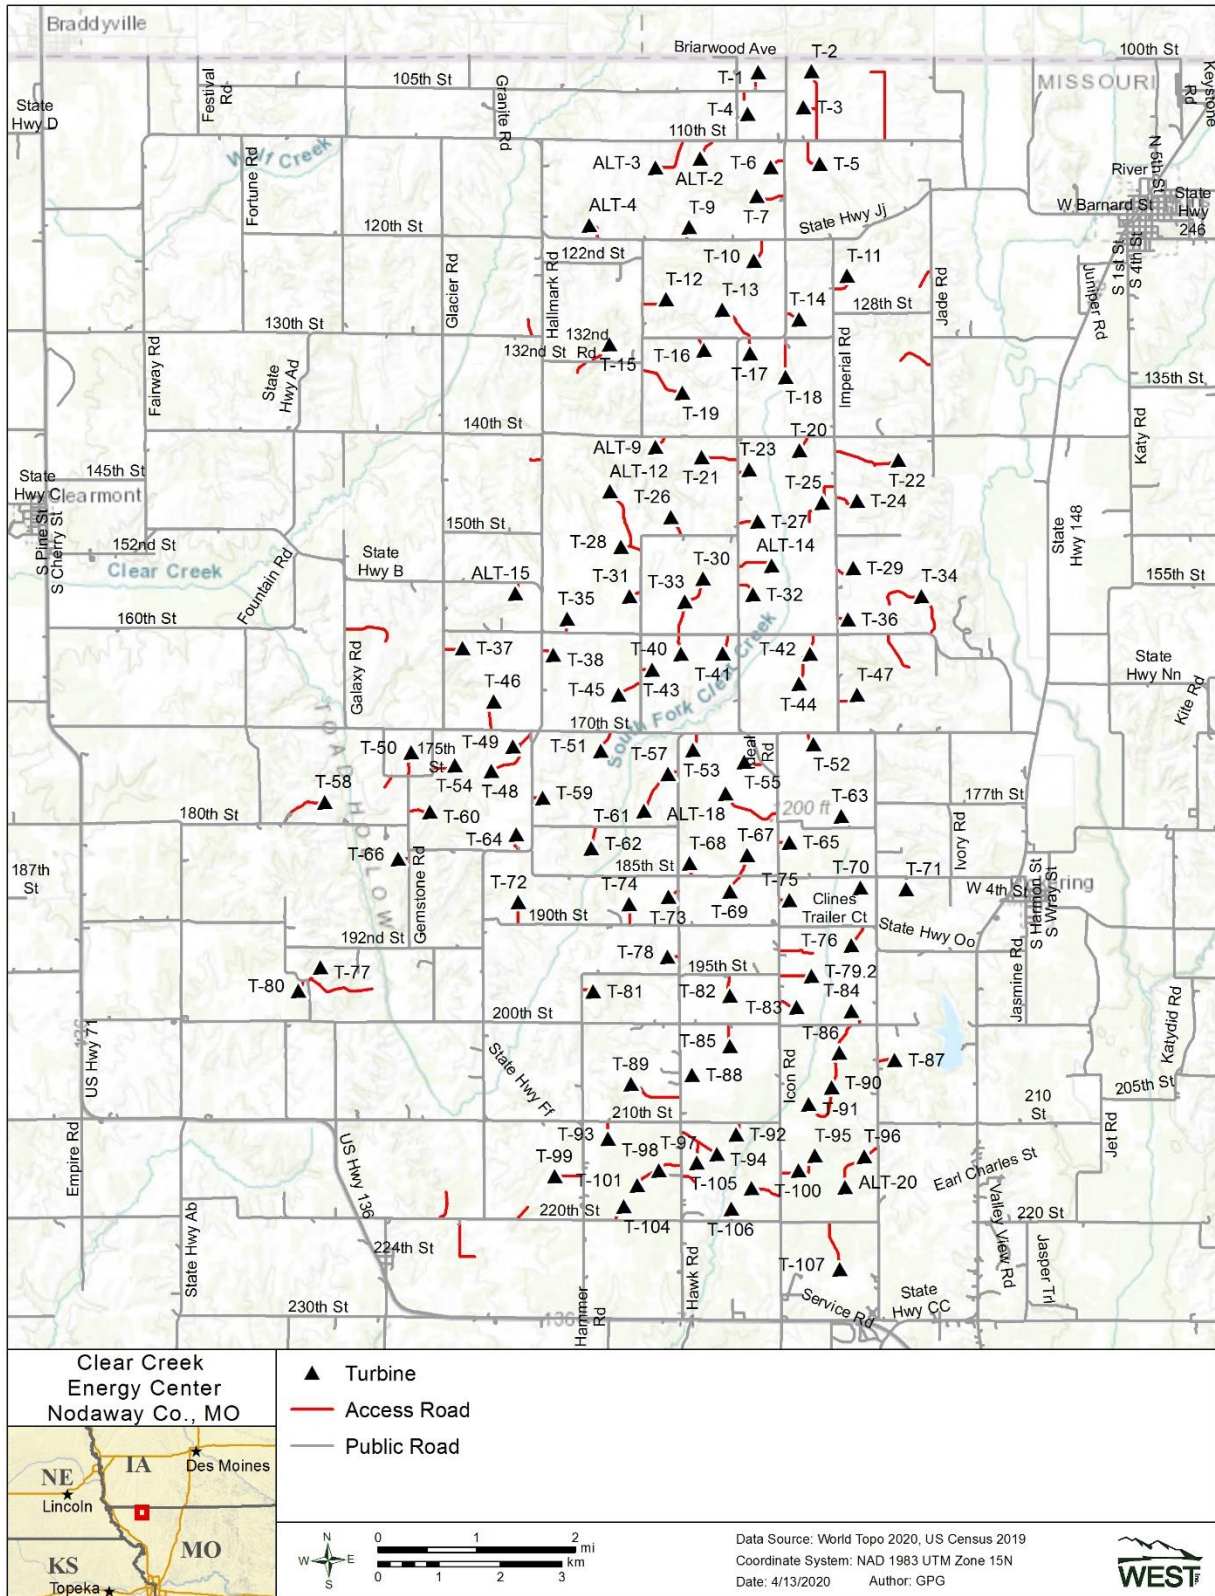 Braddyville
Briarwood Ave
T-2
100th St
T-1
105th St
Festival
Rd
Granite Rd
MISSOURI
Keystone
Rd
State
Hwy D
T-4
T-3
110th St
N 5th St
Wolf Creek
Fortune Rd
ALT-3
ALT-2
T-6
T-5
River
State
Hwy
246
W Barnard St
T-7
ALT-4
T-9
State Hwy Jj
120th St
122nd St
S 1st St
S 4th St
Glacier Rd
Hallmark Rd
T-10
T-11
T-12
T-13
T-14
128th St
Jade Rd
Juniper Rd
130th St
132nd
Rd
132nd St
T-15
T-16
T-17
T-18
Imperial Rd
Fairway Rd
State
Hwy Ad
T-19
135th St
Katy Rd
140th St
T-20
ALT-9
T-23
T-21
T-22
State
Hwy C
145th St
Clearmont
ALT-12
T-26
T-25
T-24
T-27
S Pine St
S Cherry St
150th St
152nd St
Clear Creek
Fountain Rd
State
Hwy B
T-28
ALT-14
T-30
T-29
State
Hwy 148
155th St
ALT-15
T-31
T-33
T-34
T-35
T-32
T-36
160th St
Galaxy Rd
T-37
T-38
T-40
T-41
T-42
South Fork Clear Creek
State
Hwy Nn
Kite Rd
T-46
T-45
T-43
T-44
T-47
TOAD HOLLOW
170th St
T-50
175th
St
T-49
T-51
T-57
Ideal
Rd
T-52
T-54
T-48
T-53
T-55
T-58
T-59
T-60
T-61
ALT-18
1200 ft
T-63
177th St
180th St
T-64
T-62
T-68
T-67
T-65
Ivory Rd
T-66
187th
St
185th St
Gemstone Rd
T-72
T-74
T-75
T-70
T-71
W 4th St
S Harmon St
S Wray St
T-73
T-69
Clines
Trailer Ct
190th St
192nd St
State Hwy Oo
T-76
T-78
195th St
T-77
T-79.2
T-80
T-81
T-82
T-83
T-84
Jasmine Rd
Katydid Rd
200th St
US Hwy 71
State Hwy Ff
T-85
T-86
T-87
T-89
T-88
Icon Rd
T-90
T-91
205th St
210th St
210
St
Jet Rd
Empire Rd
T-93
T-98
T-97
T-92
T-95
T-96
T-99
T-94
Earl Charles St
T-101
T-105
T-100
ALT-20
US Hwy 136
State Hwy Ab
220th St
T-104
T-106
220 St
Valley View Rd
Jasper Trl
224th St
Hawk Rd
T-107
230th St
Hammer
Rd
Service Rd
State
Hwy CC
Clear Creek
Energy Center
Nodaway Co., MO
Turbine
Access Road
Public Road
NE
IA
Des Moines
Lincoln
MO
KS
Topeka
N
W E
S
0 1 2
mi
km
0 1 2 3
Data Source: World Topo 2020, US Census 2019
Coordinate System: NAD 1983 UTM Zone 15N
Date: 4/13/2020 Author: GPG
WEST